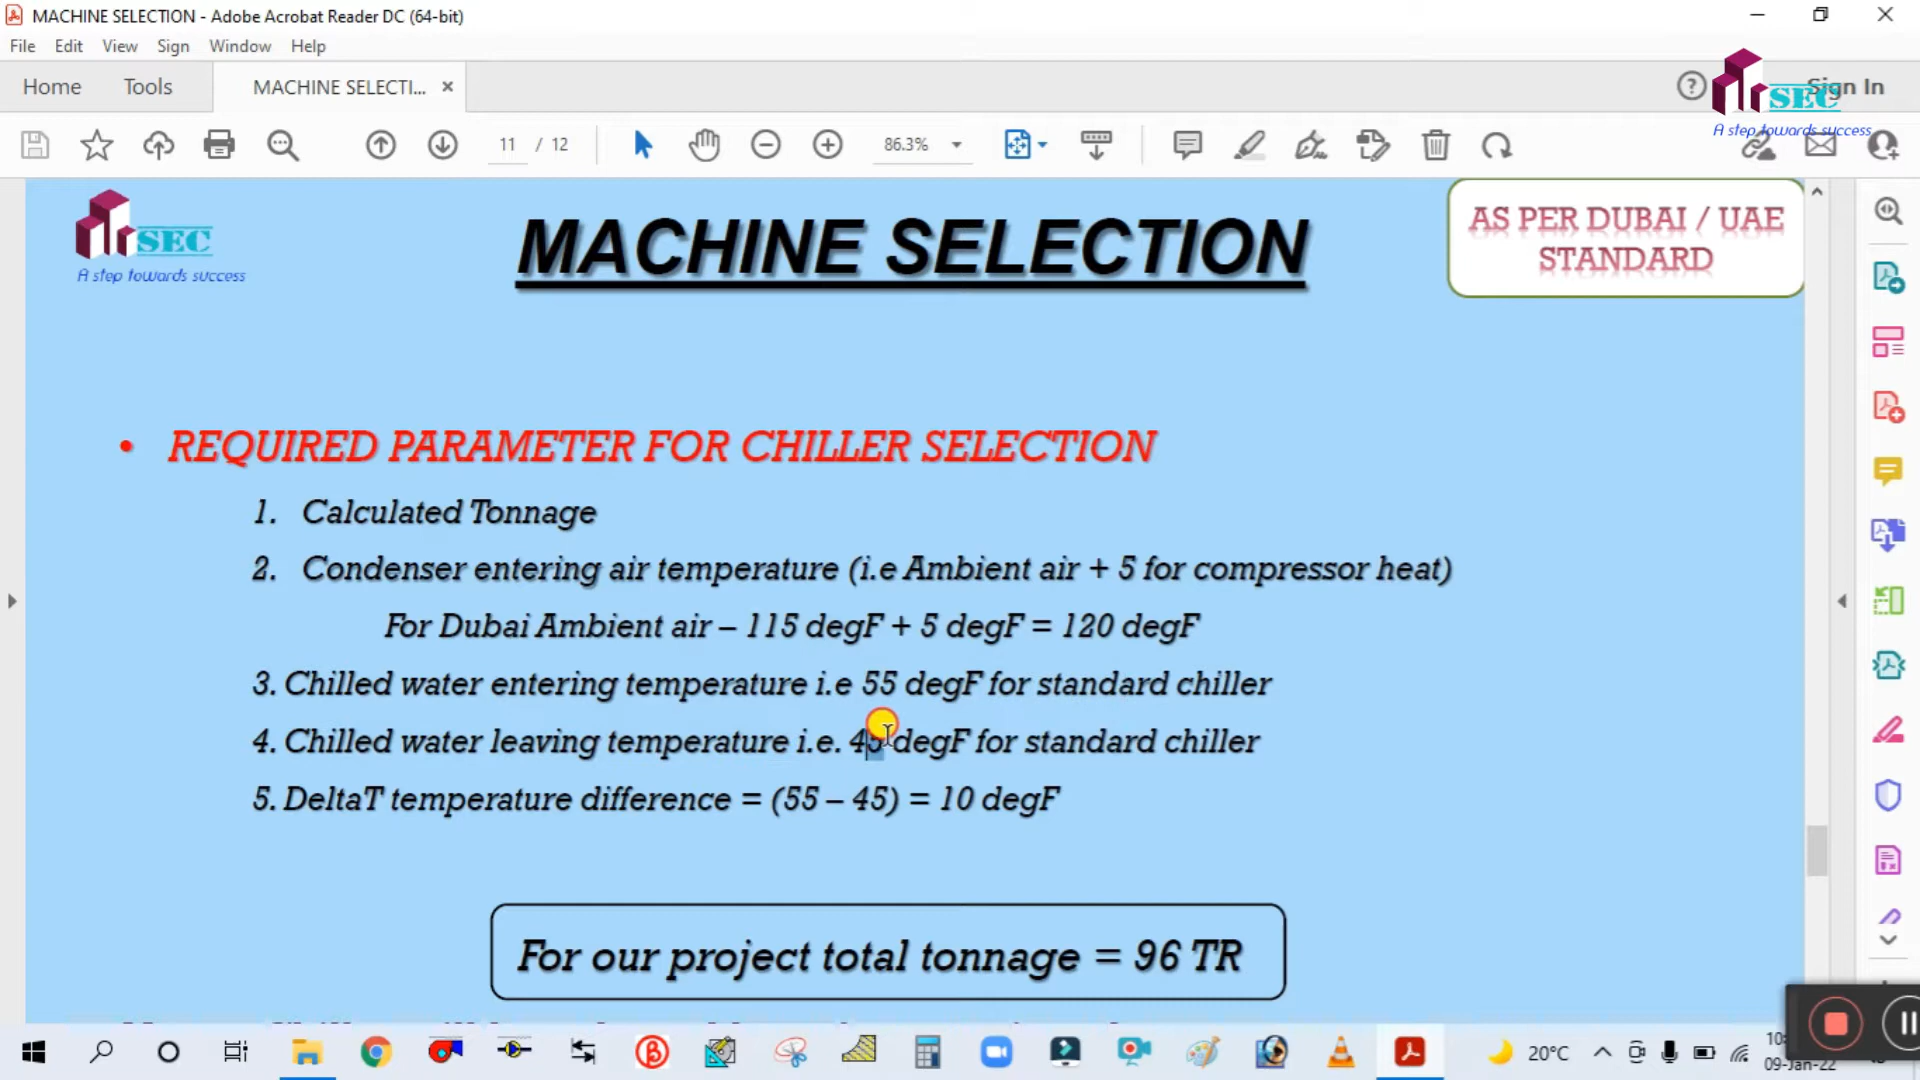 MACHINE SELECTION - Adobe Acrobat Reader DC (64-bit)
File Edit View Sign Window Help
Home Tools MACHINE SELECTI... × Sign In
SEC
A step towards success
11 / 12 86.3%
SEC
A step towards success
MACHINE SELECTION
AS PER DUBAI / UAE
STANDARD
• REQUIRED PARAMETER FOR CHILLER SELECTION
1. Calculated Tonnage
2. Condenser entering air temperature (i.e Ambient air + 5 for compressor heat)
For Dubai Ambient air – 115 degF + 5 degF = 120 degF
3. Chilled water entering temperature i.e 55 degF for standard chiller
4. Chilled water leaving temperature i.e. 45 degF for standard chiller
5. DeltaT temperature difference = (55 – 45) = 10 degF
For our project total tonnage = 96 TR
20°C
09-Jan-22